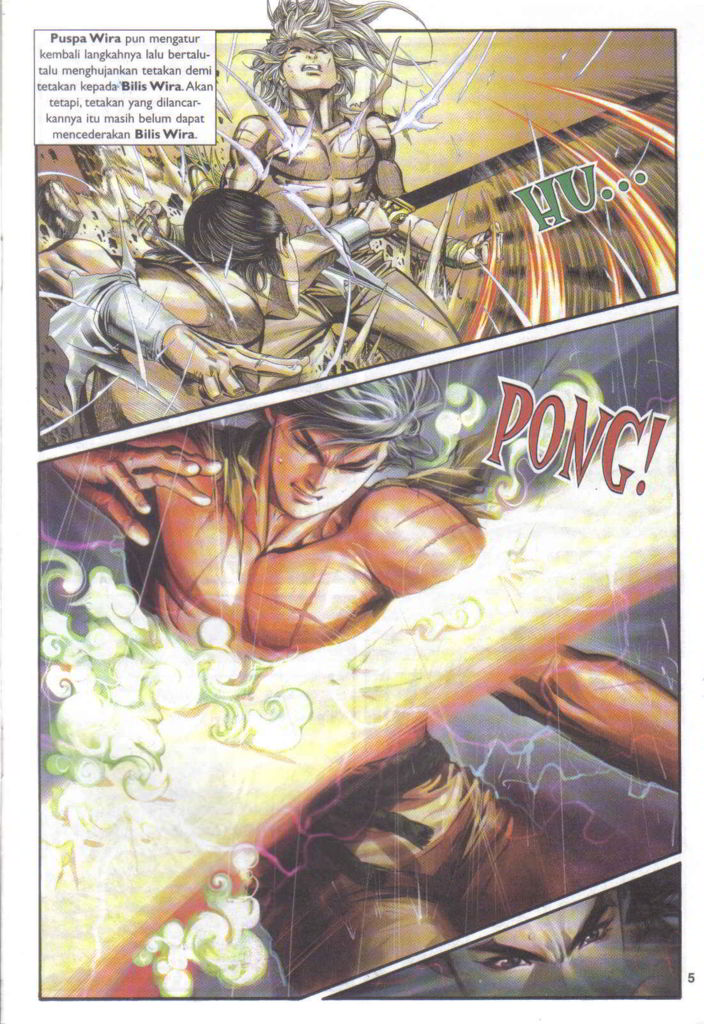 Puspa Wira pun mengatur
kembali langkahnya lalu bertalu-
talu menghujankan tetakan demi
tetakan kepada Bilis Wira. Akan
tetapi, tetakan yang dilancar-
kannya itu masih belum dapat
mencederakan Bilis Wira.
HU...
PONG!
5